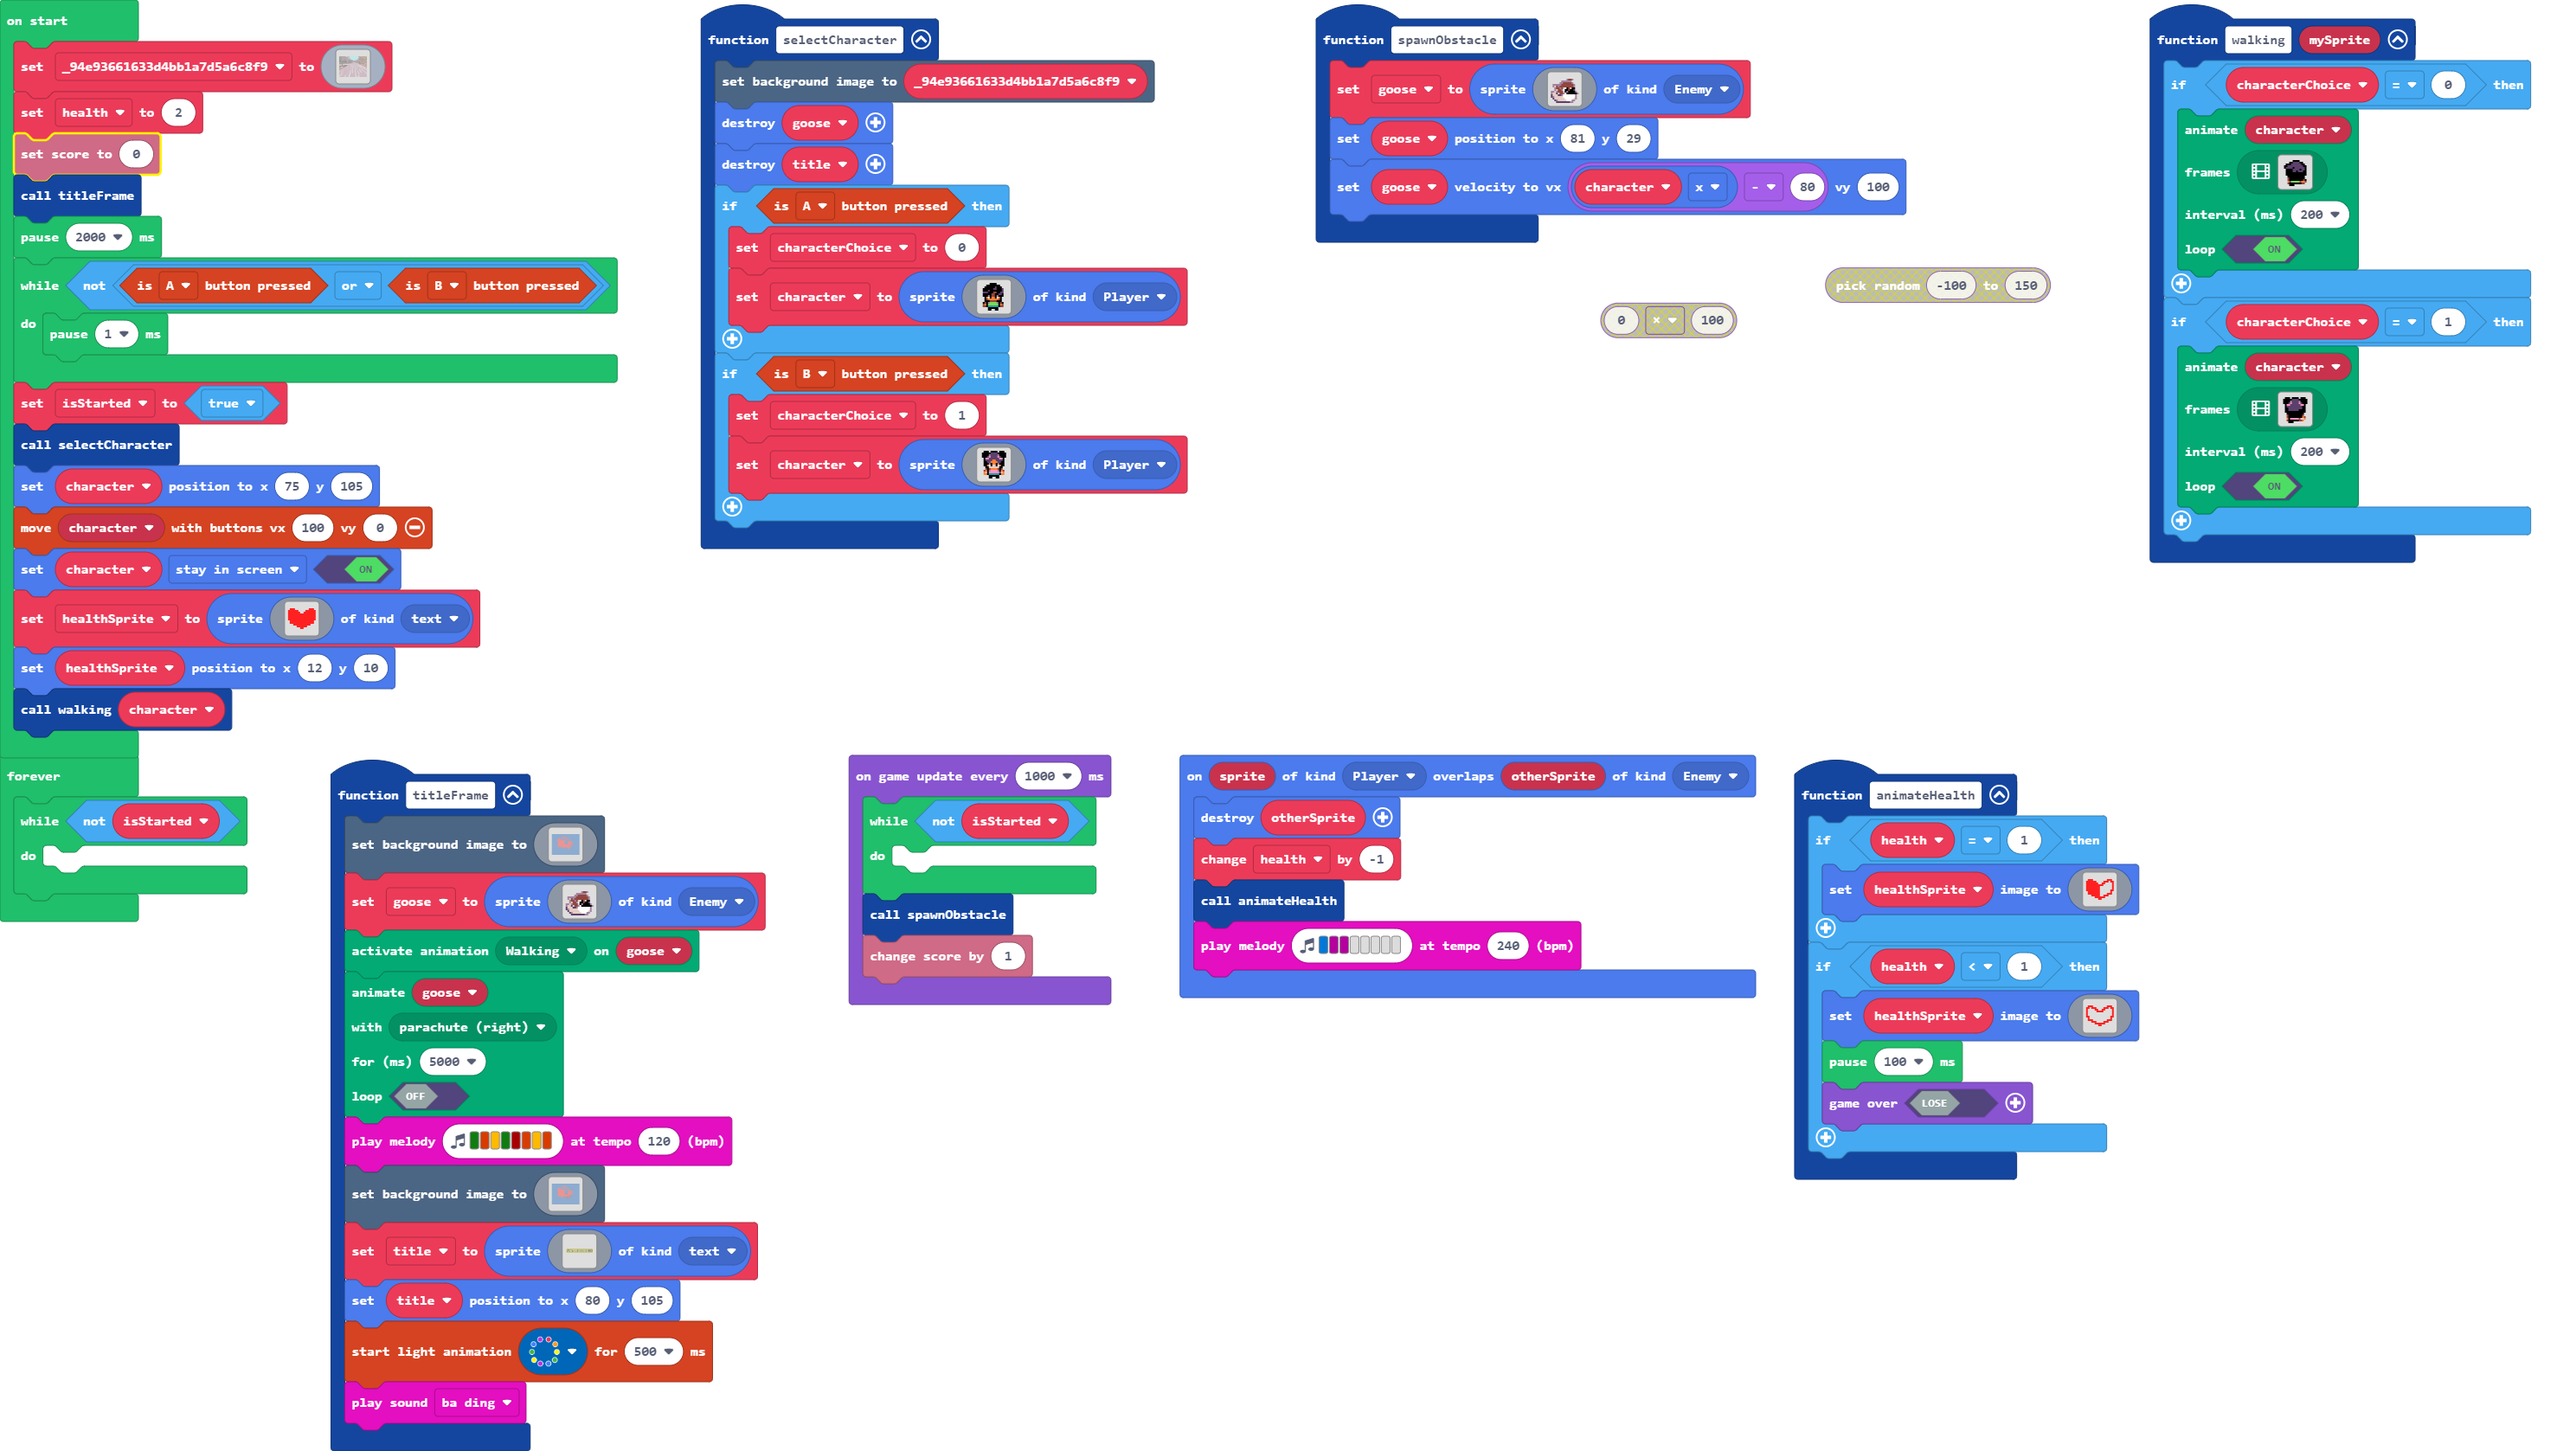 on start
set _94e93661633d4bb1a7d5a6c8f9 to
set health to 2
set score to 0
call titleFrame
pause 2000 ms
while not is A button pressed or is B button pressed
do
pause 1 ms
set isStarted to true
call selectCharacter
set character position to x 75 y 105
move character with buttons vx 100 vy 0
set character stay in screen ON
set healthSprite to sprite of kind text
set healthSprite position to x 12 y 10
call walking character
forever
while not isStarted
do
function selectCharacter
set background image to _94e93661633d4bb1a7d5a6c8f9
destroy goose
destroy title
if is A button pressed then
set characterChoice to 0
set character to sprite of kind Player
if is B button pressed then
set characterChoice to 1
set character to sprite of kind Player
function spawnObstacle
set goose to sprite of kind Enemy
set goose position to x 81 y 29
set goose velocity to vx character x - 80 vy 100
pick random -100 to 150
0 × 100
function walking mySprite
if characterChoice = 0 then
animate character
frames
interval (ms) 200
loop ON
if characterChoice = 1 then
animate character
frames
interval (ms) 200
loop ON
function titleFrame
set background image to
set goose to sprite of kind Enemy
activate animation Walking on goose
animate goose
with parachute (right)
for (ms) 5000
loop OFF
play melody at tempo 120 (bpm)
set background image to
set title to sprite of kind text
set title position to x 80 y 105
start light animation for 500 ms
play sound ba ding
on game update every 1000 ms
while not isStarted
do
call spawnObstacle
change score by 1
on sprite of kind Player overlaps otherSprite of kind Enemy
destroy otherSprite
change health by -1
call animateHealth
play melody at tempo 240 (bpm)
function animateHealth
if health = 1 then
set healthSprite image to
if health < 1 then
set healthSprite image to
pause 100 ms
game over LOSE